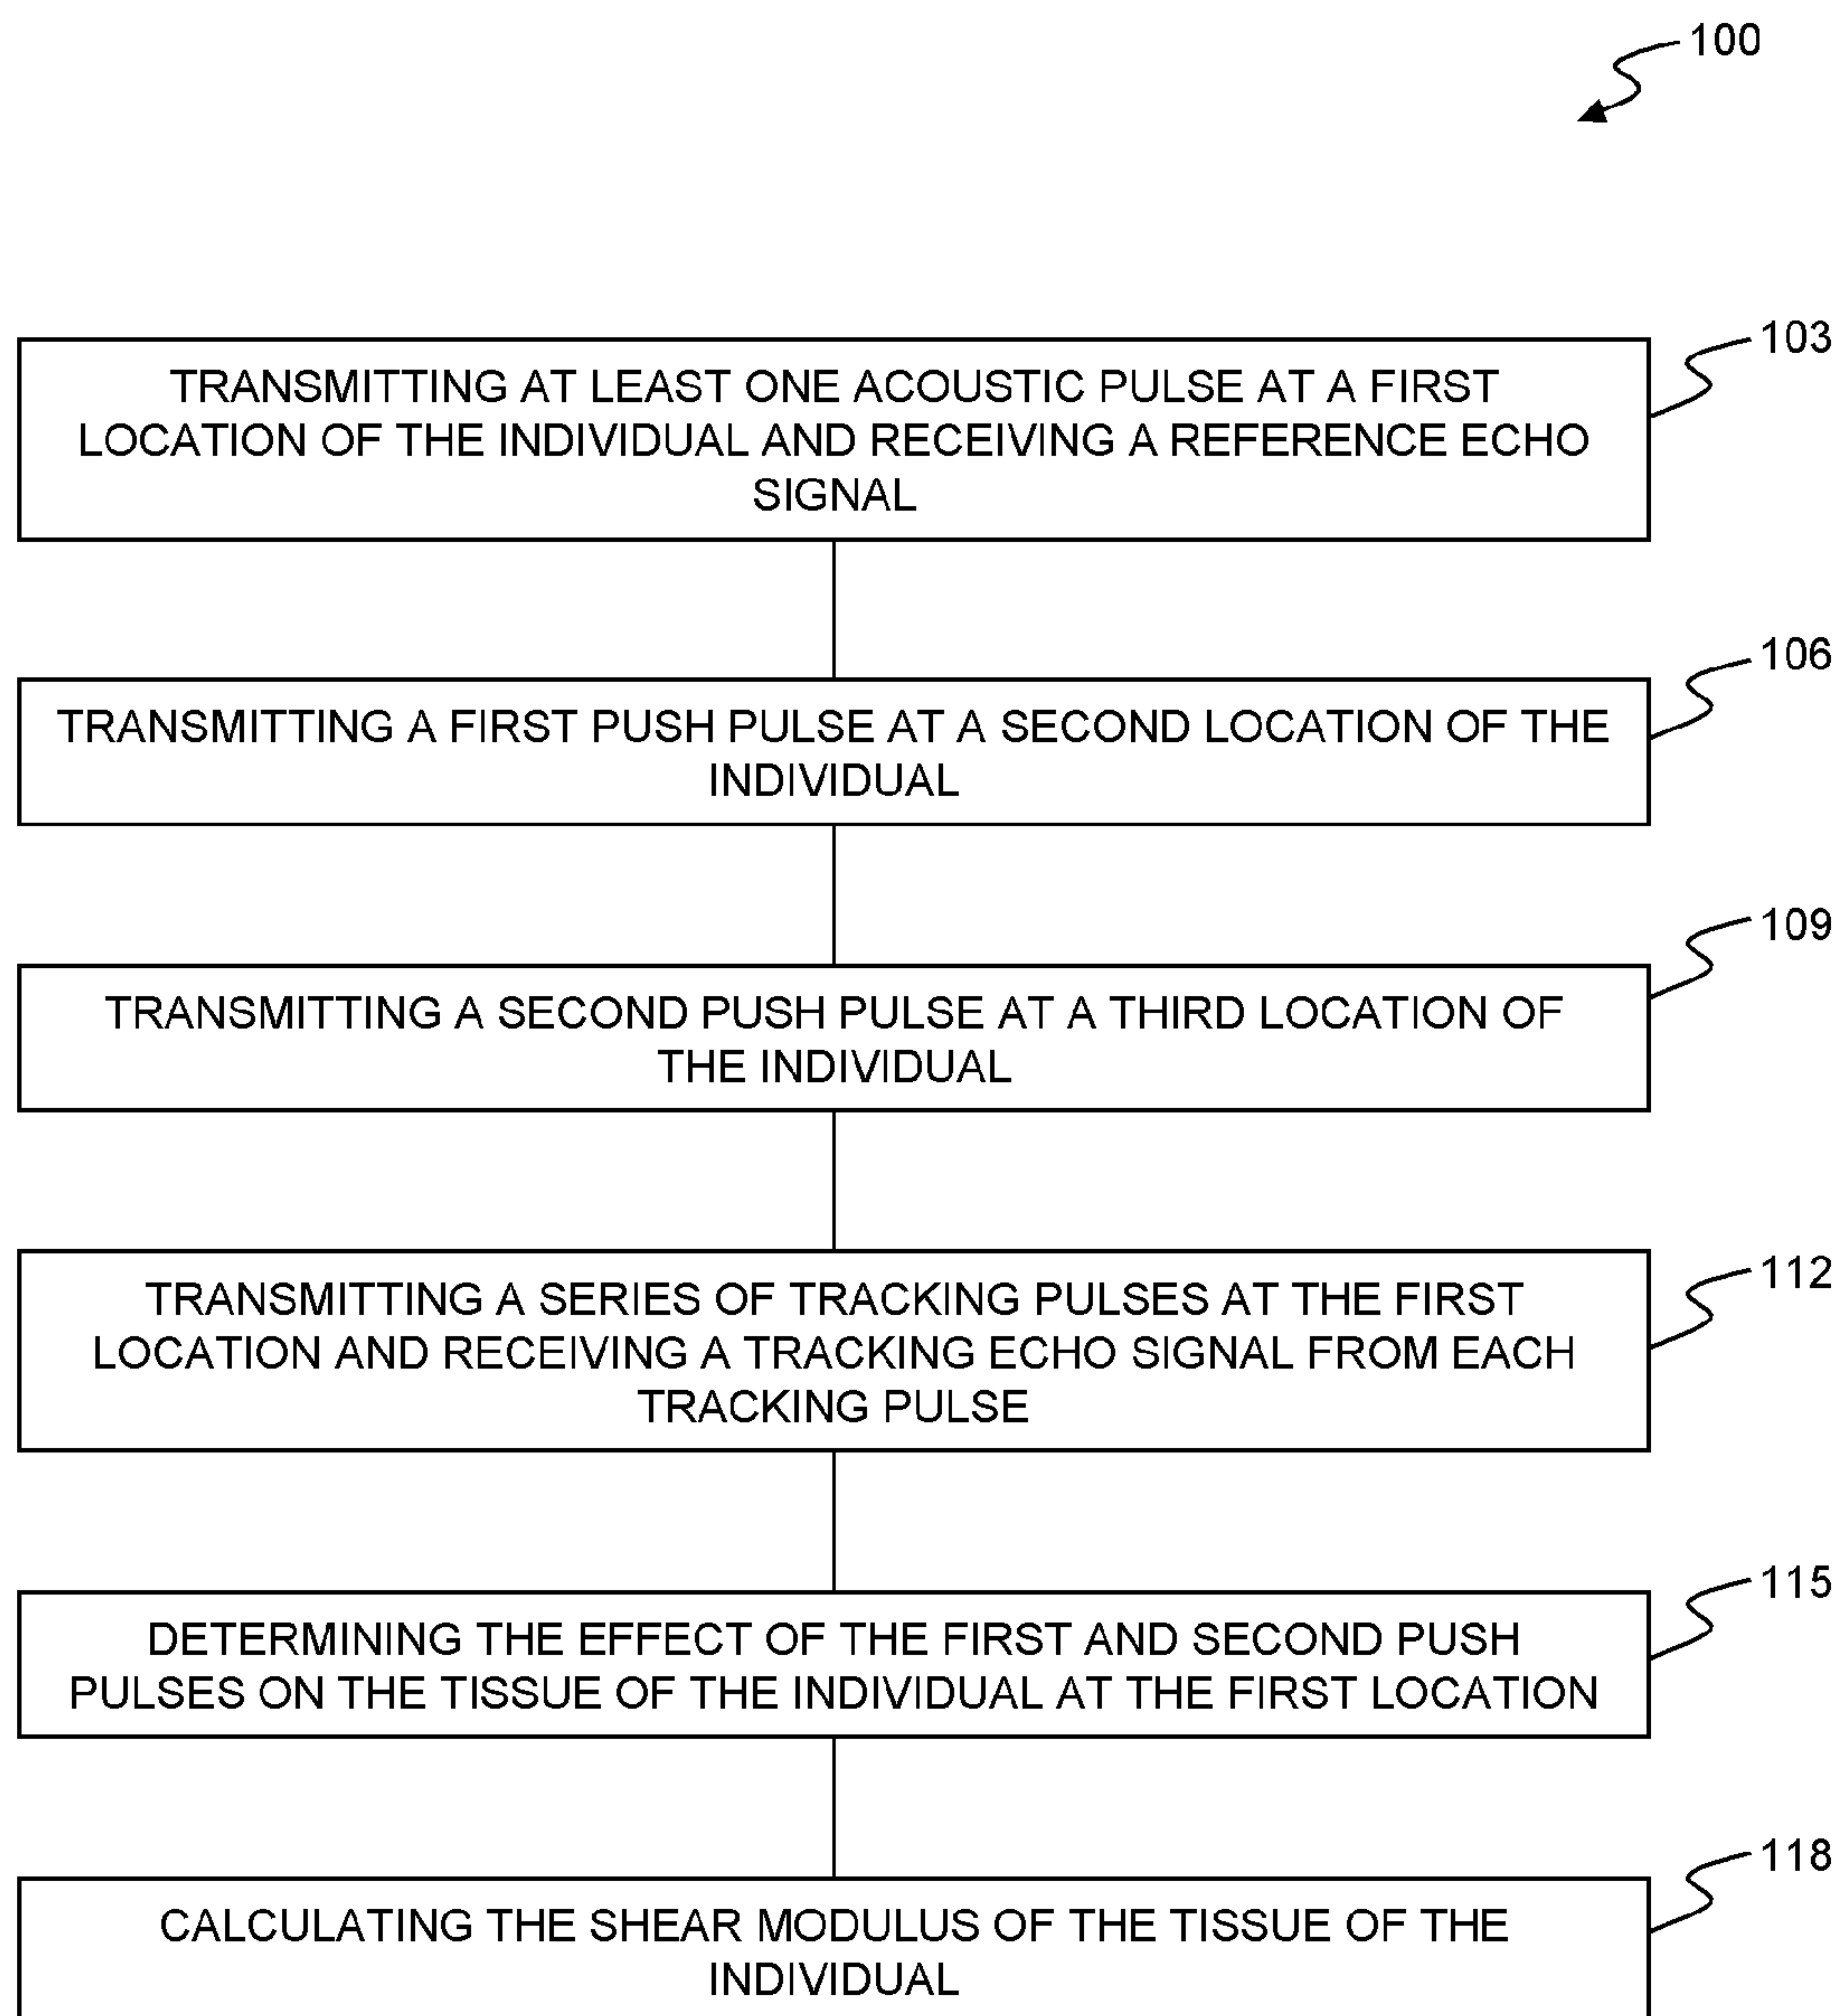 100
103
TRANSMITTING AT LEAST ONE ACOUSTIC PULSE AT A FIRST
LOCATION OF THE INDIVIDUAL AND RECEIVING A REFERENCE ECHO
SIGNAL
106
TRANSMITTING A FIRST PUSH PULSE AT A SECOND LOCATION OF THE
INDIVIDUAL
109
TRANSMITTING A SECOND PUSH PULSE AT A THIRD LOCATION OF
THE INDIVIDUAL
112
TRANSMITTING A SERIES OF TRACKING PULSES AT THE FIRST
LOCATION AND RECEIVING A TRACKING ECHO SIGNAL FROM EACH
TRACKING PULSE
115
DETERMINING THE EFFECT OF THE FIRST AND SECOND PUSH
PULSES ON THE TISSUE OF THE INDIVIDUAL AT THE FIRST LOCATION
118
CALCULATING THE SHEAR MODULUS OF THE TISSUE OF THE
INDIVIDUAL